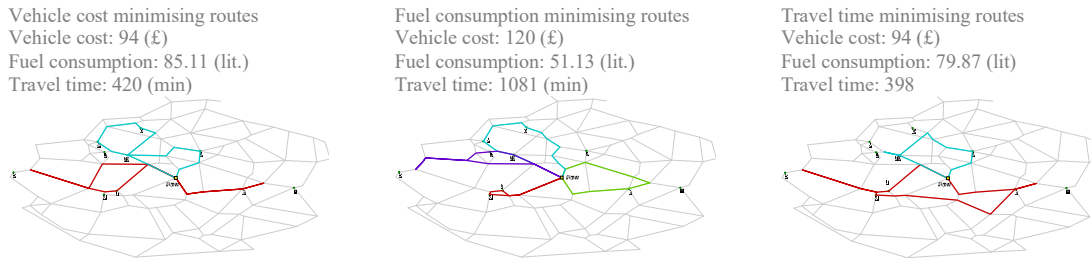 Vehicle cost minimising routes
Vehicle cost: 94 (£)
Fuel consumption: 85.11 (lit.)
Travel time: 420 (min)
Fuel consumption minimising routes
Vehicle cost: 120 (£)
Fuel consumption: 51.13 (lit.)
Travel time: 1081 (min)
Travel time minimising routes
Vehicle cost: 94 (£)
Fuel consumption: 79.87 (lit)
Travel time: 398